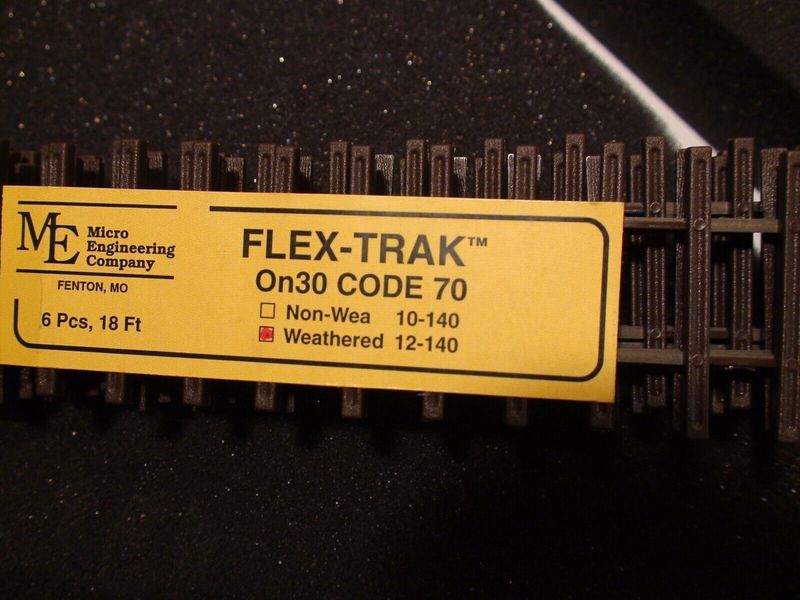 ME Micro
Engineering
Company
FENTON, MO
6 Pcs, 18 Ft
FLEX-TRAK™
On30 CODE 70
Non-Wea 10-140
Weathered 12-140